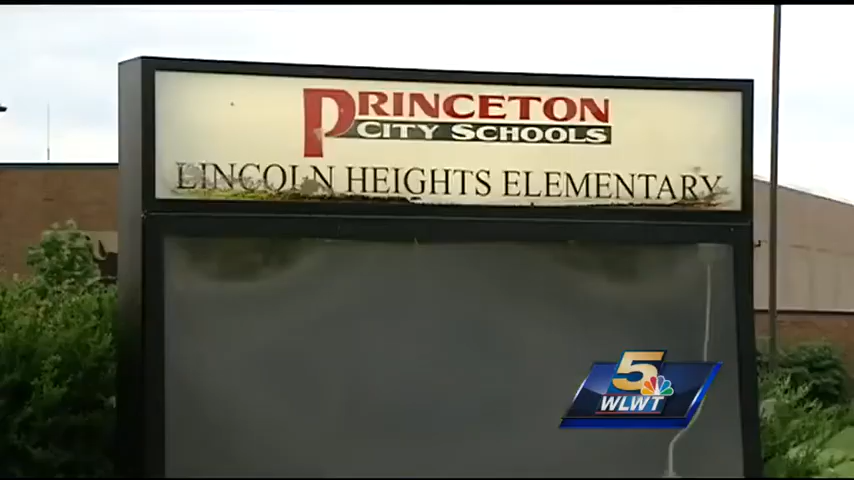 PRINCETON
CITY SCHOOLS
LINCOLN HEIGHTS ELEMENTARY
5
WLWT